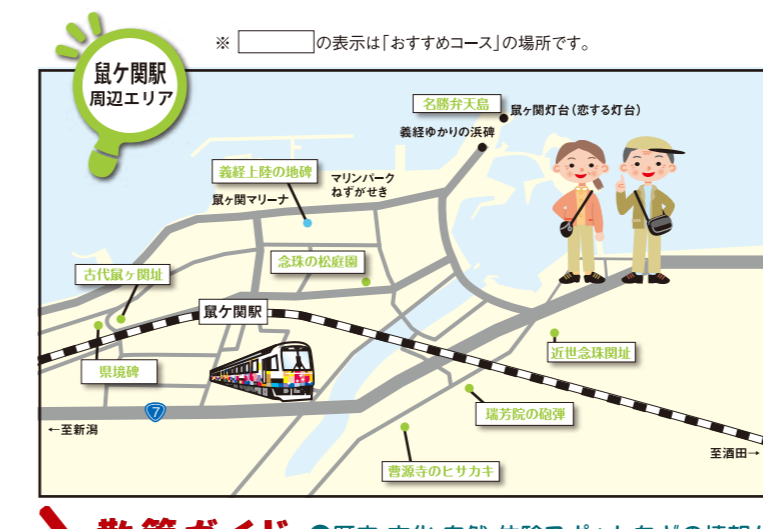 ※ の表示は「おすすめコース」の場所です。
鼠ケ関駅
周辺エリア
名勝弁天島
鼠ヶ関灯台(恋する灯台)
義経ゆかりの浜碑
義経上陸の地碑
マリンパーク
ねずがせき
鼠ヶ関マリーナ
念珠の松庭園
古代鼠ヶ関址
鼠ケ関駅
県境碑
近世念珠関址
7
瑞芳院の砲弾
←至新潟
至酒田→
曹源寺のヒサカキ
散策ガイド